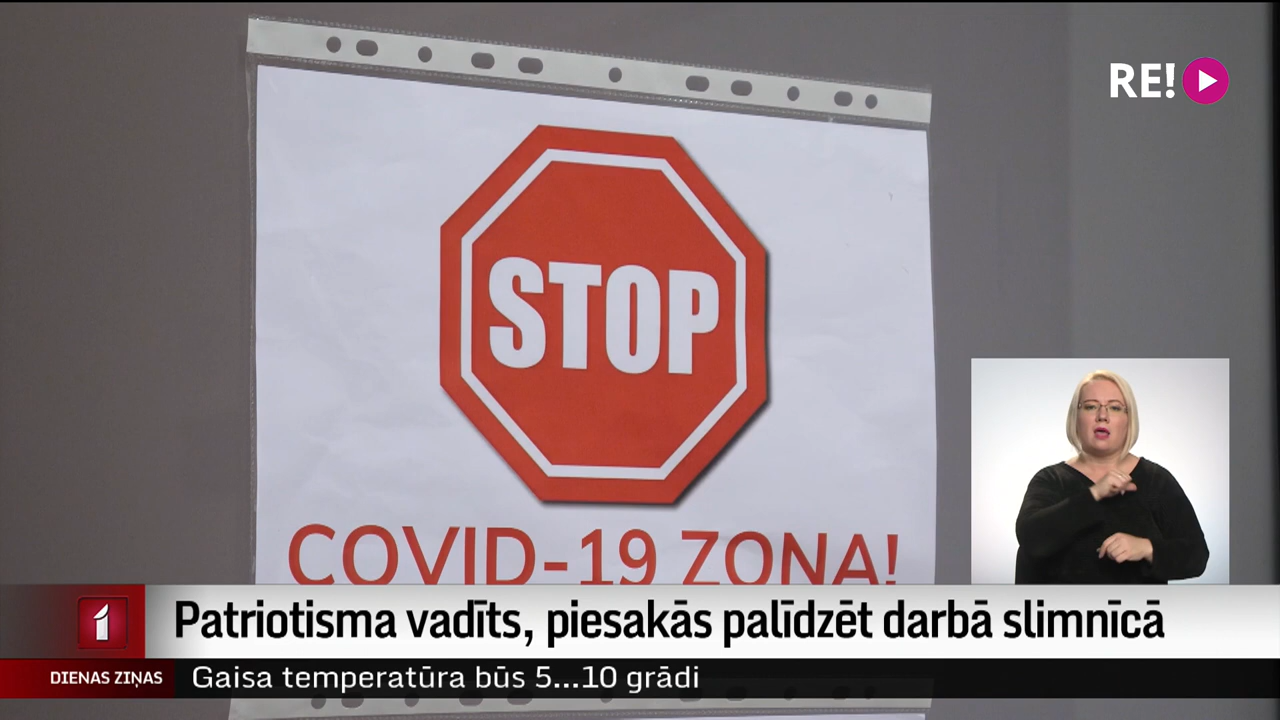 RE!
STOP
COVID-19 ZONA!
1
Patriotisma vadīts, piesakās palīdzēt darbā slimnīcā
DIENAS ZIŅAS
Gaisa temperatūra būs 5...10 grādi